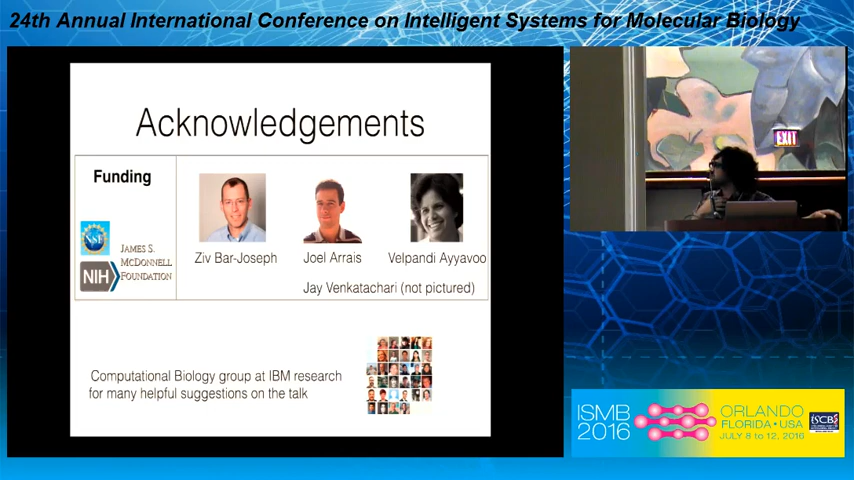 24th Annual International Conference on Intelligent Systems for Molecular Biology
Acknowledgements
Funding
NSF
JAMES S.
MCDONNELL
FOUNDATION
NIH
Ziv Bar-Joseph
Joel Arrais
Velpandi Ayyavoo
Jay Venkatachari (not pictured)
Computational Biology group at IBM research
for many helpful suggestions on the talk
EXIT
ISMB
2016
ORLANDO
FLORIDA • USA
JULY 8 to 12, 2016
ISCB